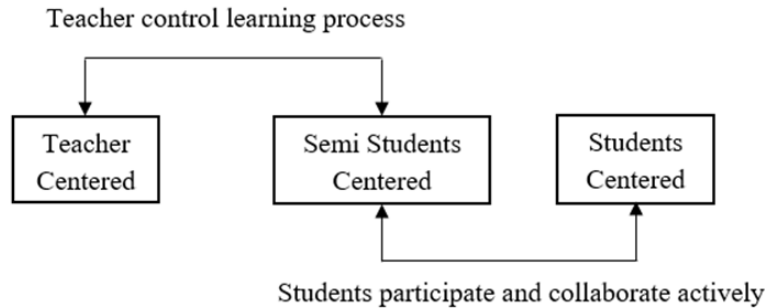 Teacher control learning process
Teacher
Centered
Semi Students
Centered
Students
Centered
Students participate and collaborate actively